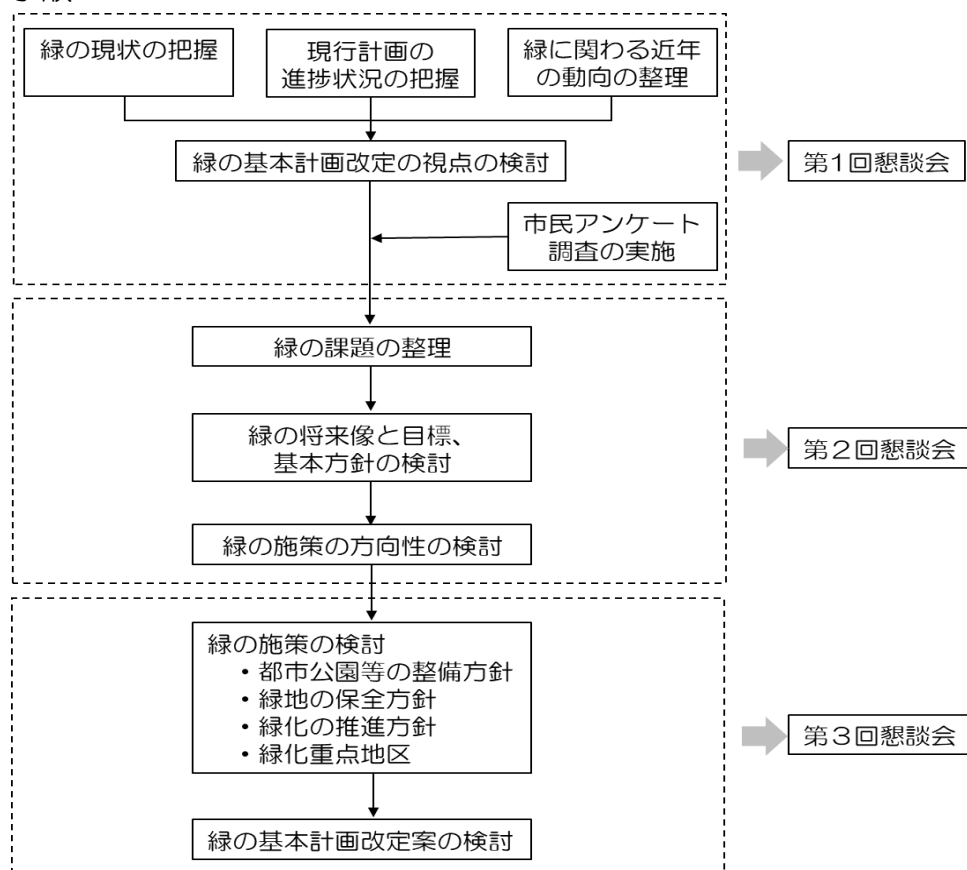 緑の現状の把握
現行計画の
進捗状況の把握
緑に関わる近年
の動向の整理
緑の基本計画改定の視点の検討
第1回懇談会
市民アンケート
調査の実施
緑の課題の整理
緑の将来像と目標、
基本方針の検討
第2回懇談会
緑の施策の方向性の検討
緑の施策の検討
・都市公園等の整備方針
・緑地の保全方針
・緑化の推進方針
・緑化重点地区
第3回懇談会
緑の基本計画改定案の検討